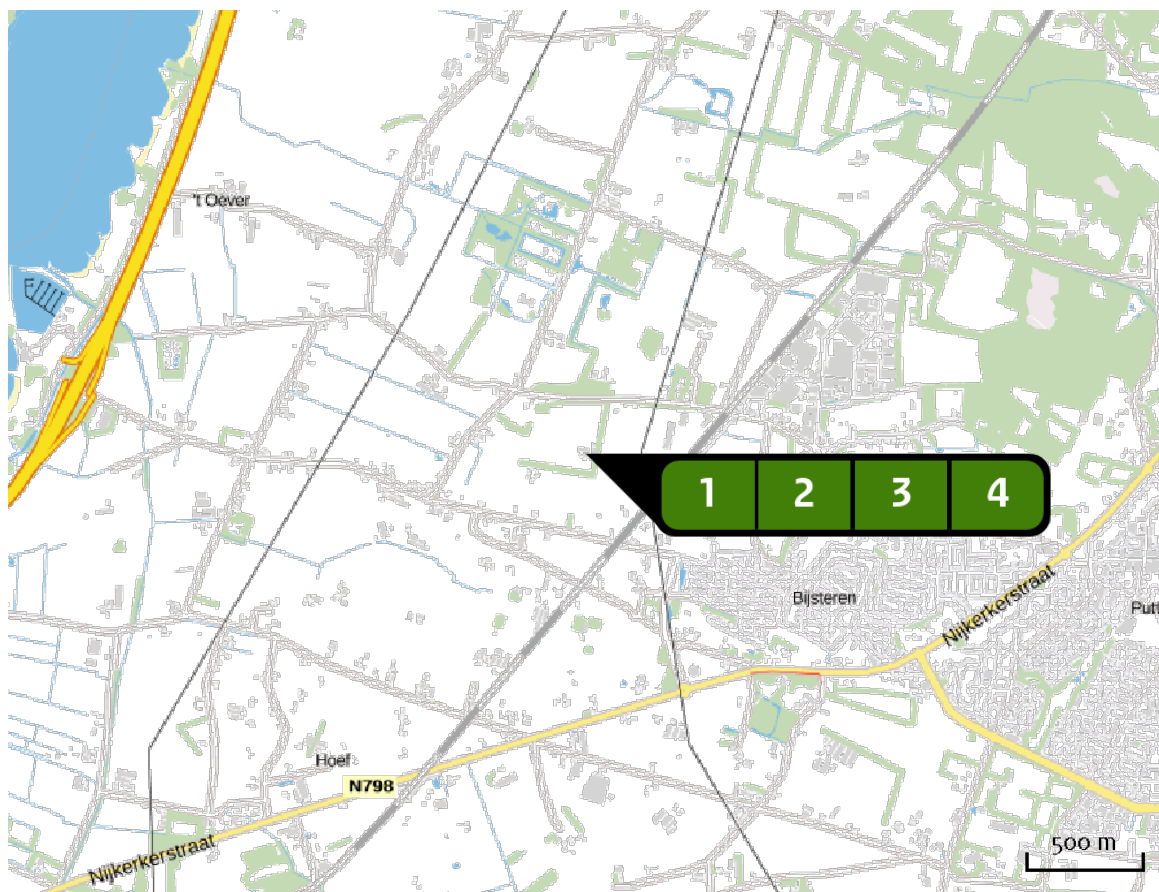 't Oever
1 2 3 4
Bijsteren
Nijkerkerstraat
Putt
Hoef
N798
Nijkerkerstraat
500 m